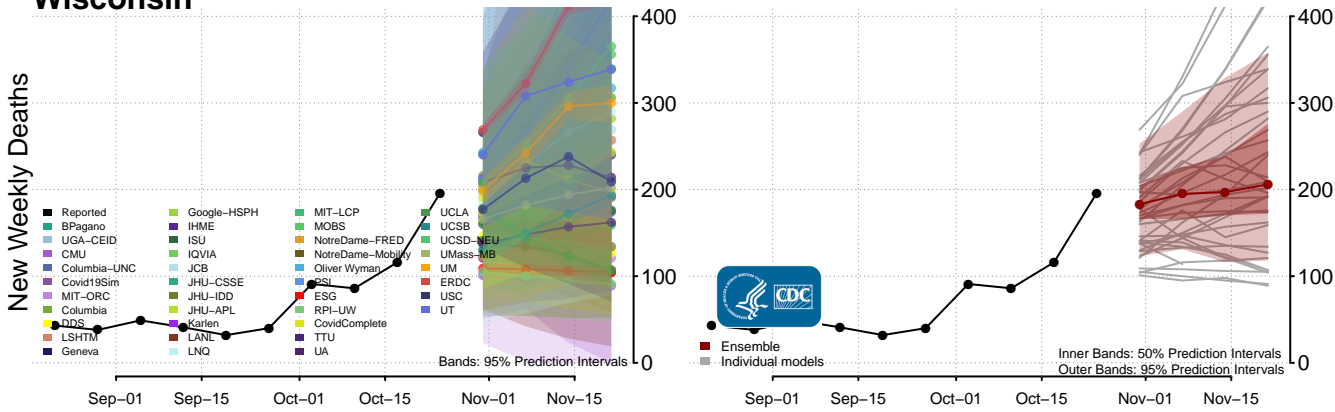 Wisconsin
New Weekly Deaths
400
300
200
100
0
Reported
BPagano
UGA−CEID
CMU
Columbia−UNC
Covid19Sim
MIT−ORC
Columbia
DDS
LSHTM
Geneva
Google−HSPH
IHME
ISU
IQVIA
JCB
JHU−CSSE
JHU−IDD
JHU−APL
Karlen
LANL
LNQ
MIT−LCP
MOBS
NotreDame−FRED
NotreDame−Mobility
Oliver Wyman
PSI
ESG
RPI−UW
CovidComplete
TTU
UA
UCLA
UCSB
UCSD−NEU
UMass−MB
UM
ERDC
USC
UT
Bands: 95% Prediction Intervals
Sep−01 Sep−15 Oct−01 Oct−15 Nov−01 Nov−15
400
300
200
100
0
CDC
Ensemble
Individual models
Inner Bands: 50% Prediction Intervals
Outer Bands: 95% Prediction Intervals
Sep−01 Sep−15 Oct−01 Oct−15 Nov−01 Nov−15